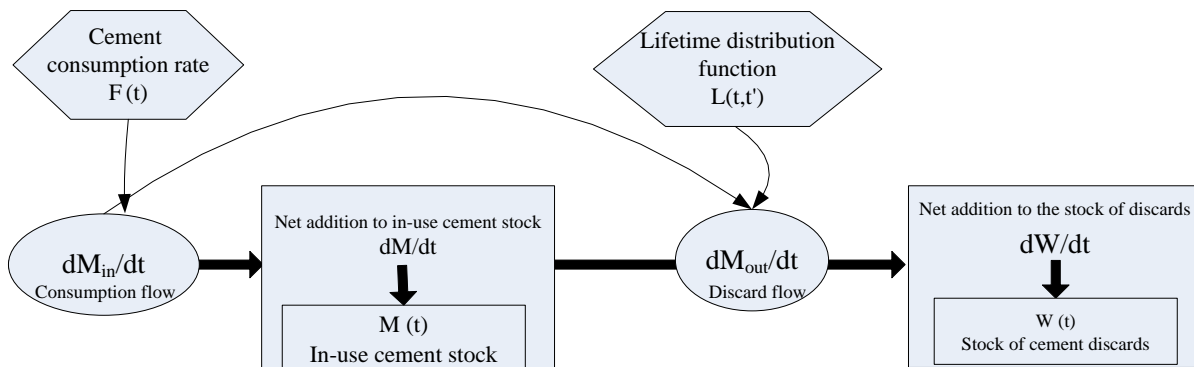 Cement
consumption rate
F (t)
Lifetime distribution
function
L(t,t')
dMin/dt
Consumption flow
Net addition to in-use cement stock
dM/dt
M (t)
In-use cement stock
dMout/dt
Discard flow
Net addition to the stock of discards
dW/dt
W (t)
Stock of cement discards